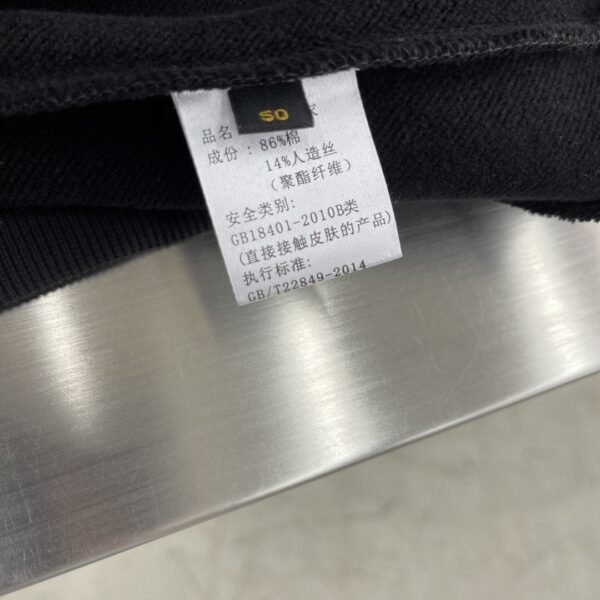 50
品名
成份 : 86%棉
14%人造丝
(聚酯纤维)
安全类别:
GB18401-2010B类
(直接接触皮肤的产品)
执行标准:
GB/T22849-2014